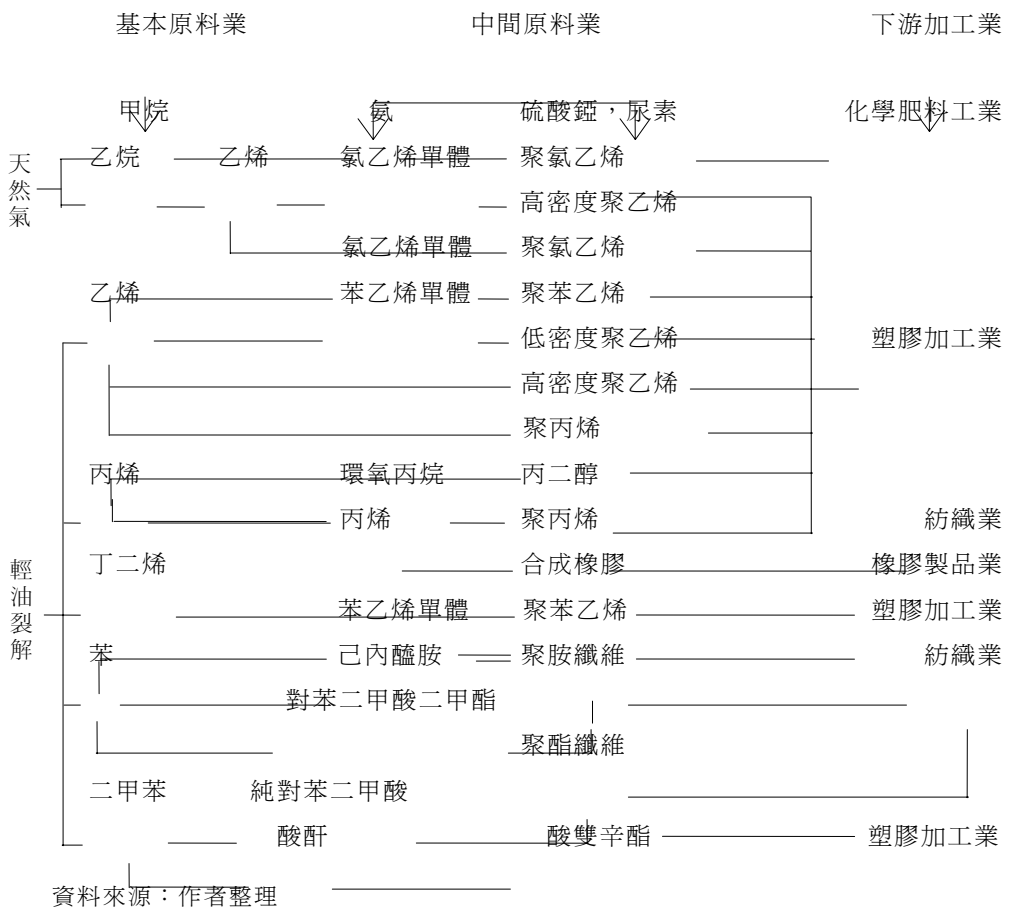 基本原料業 中間原料業 下游加工業
甲烷 氨 硫酸錏，尿素 化學肥料工業
乙烷 乙烯 氯乙烯單體 聚氯乙烯
天然氣
高密度聚乙烯
氯乙烯單體 聚氯乙烯
乙烯 苯乙烯單體 聚苯乙烯
低密度聚乙烯 塑膠加工業
高密度聚乙烯
聚丙烯
丙烯 環氧丙烷 丙二醇
丙烯 聚丙烯 紡織業
丁二烯 合成橡膠 橡膠製品業
輕油裂解
苯乙烯單體 聚苯乙烯 塑膠加工業
苯 己內醯胺 聚胺纖維 紡織業
對苯二甲酸二甲酯
聚酯纖維
二甲苯 純對苯二甲酸
酸酐 酸雙辛酯 塑膠加工業
資料來源：作者整理